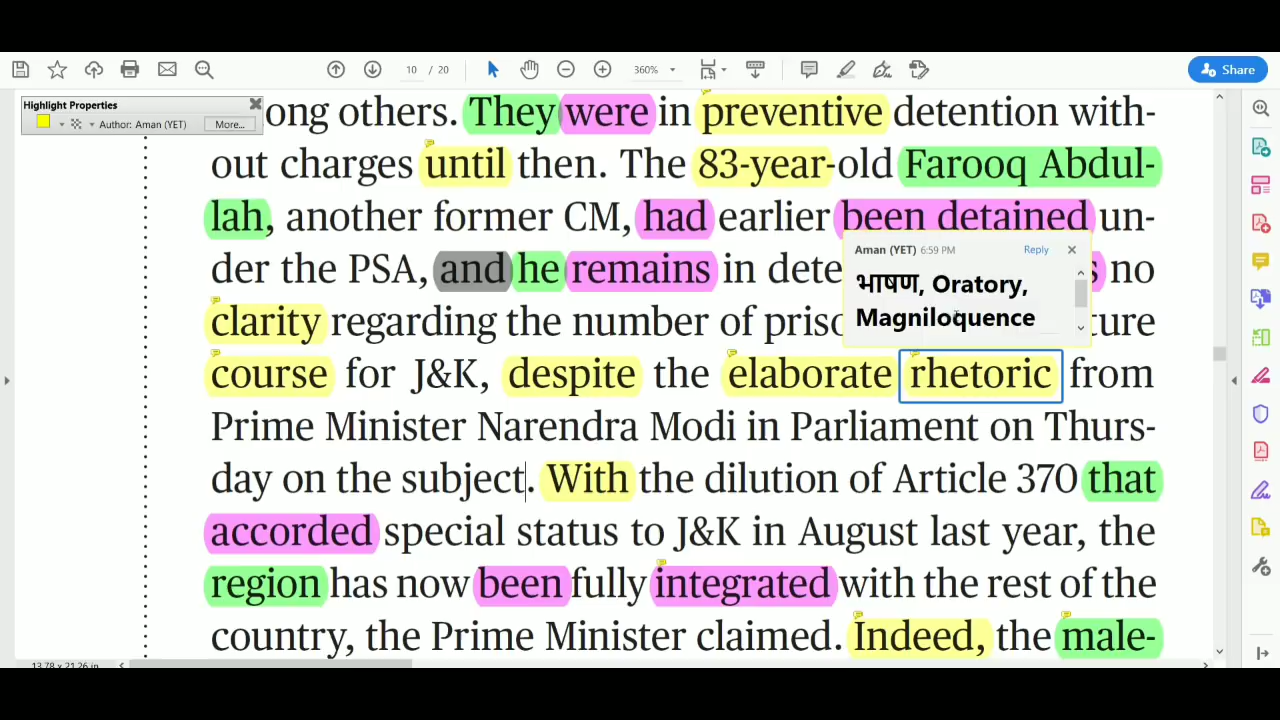 10 / 20
360%
Share
Highlight Properties
Author: Aman (YET)
More...
ong others. They were in preventive detention with-
out charges until then. The 83-year-old Farooq Abdul-
lah, another former CM, had earlier been detained un-
der the PSA, and he remains in dete
no
Aman (YET) 6:59 PM Reply
भाषण, Oratory,
Magniloquence
clarity regarding the number of priso
ture
course for J&K, despite the elaborate rhetoric from
Prime Minister Narendra Modi in Parliament on Thurs-
day on the subject. With the dilution of Article 370 that
accorded special status to J&K in August last year, the
region has now been fully integrated with the rest of the
country, the Prime Minister claimed. Indeed, the male-
13.78 x 21.26 in